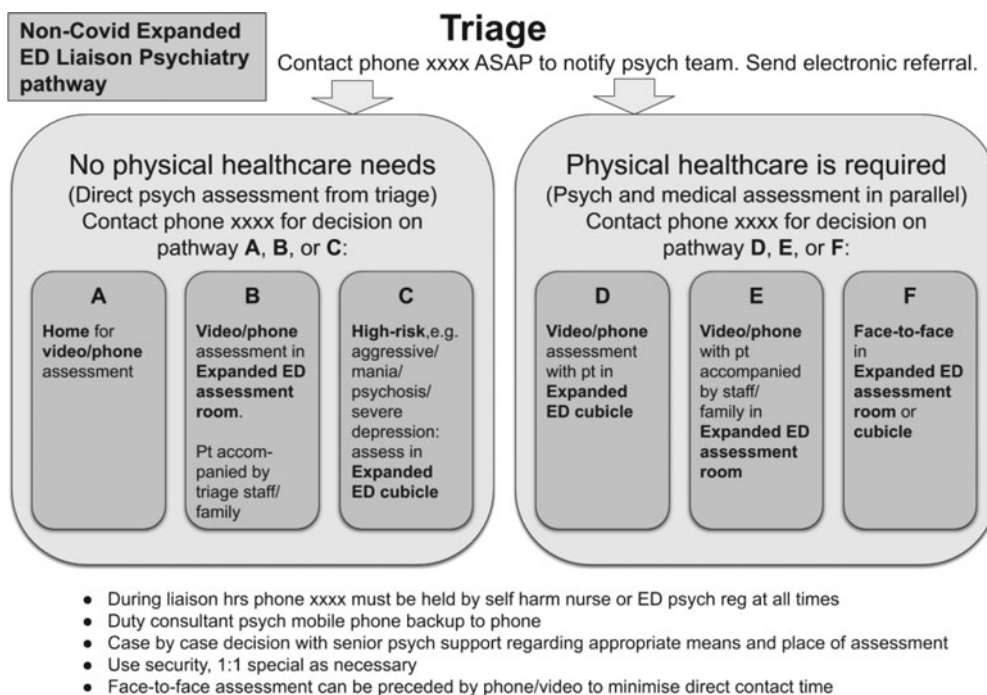 Non-Covid Expanded
ED Liaison Psychiatry
pathway
Triage
Contact phone xxxx ASAP to notify psych team. Send electronic referral.
No physical healthcare needs
(Direct psych assessment from triage)
Contact phone xxxx for decision on
pathway A, B, or C:
A
Home for
video/phone
assessment
B
Video/phone
assessment in
Expanded ED
assessment
room.
Pt accom-
panied by
triage staff/
family
C
High-risk,e.g.
aggressive/
mania/
psychosis/
severe
depression:
assess in
Expanded
ED cubicle
Physical healthcare is required
(Psych and medical assessment in parallel)
Contact phone xxxx for decision on
pathway D, E, or F:
D
Video/phone
assessment
with pt in
Expanded
ED cubicle
E
Video/phone
with pt
accompanied
by staff/
family in
Expanded ED
assessment
room
F
Face-to-face
in
Expanded ED
assessment
room or
cubicle
● During liaison hrs phone xxxx must be held by self harm nurse or ED psych reg at all times
● Duty consultant psych mobile phone backup to phone
● Case by case decision with senior psych support regarding appropriate means and place of assessment
● Use security, 1:1 special as necessary
● Face-to-face assessment can be preceded by phone/video to minimise direct contact time